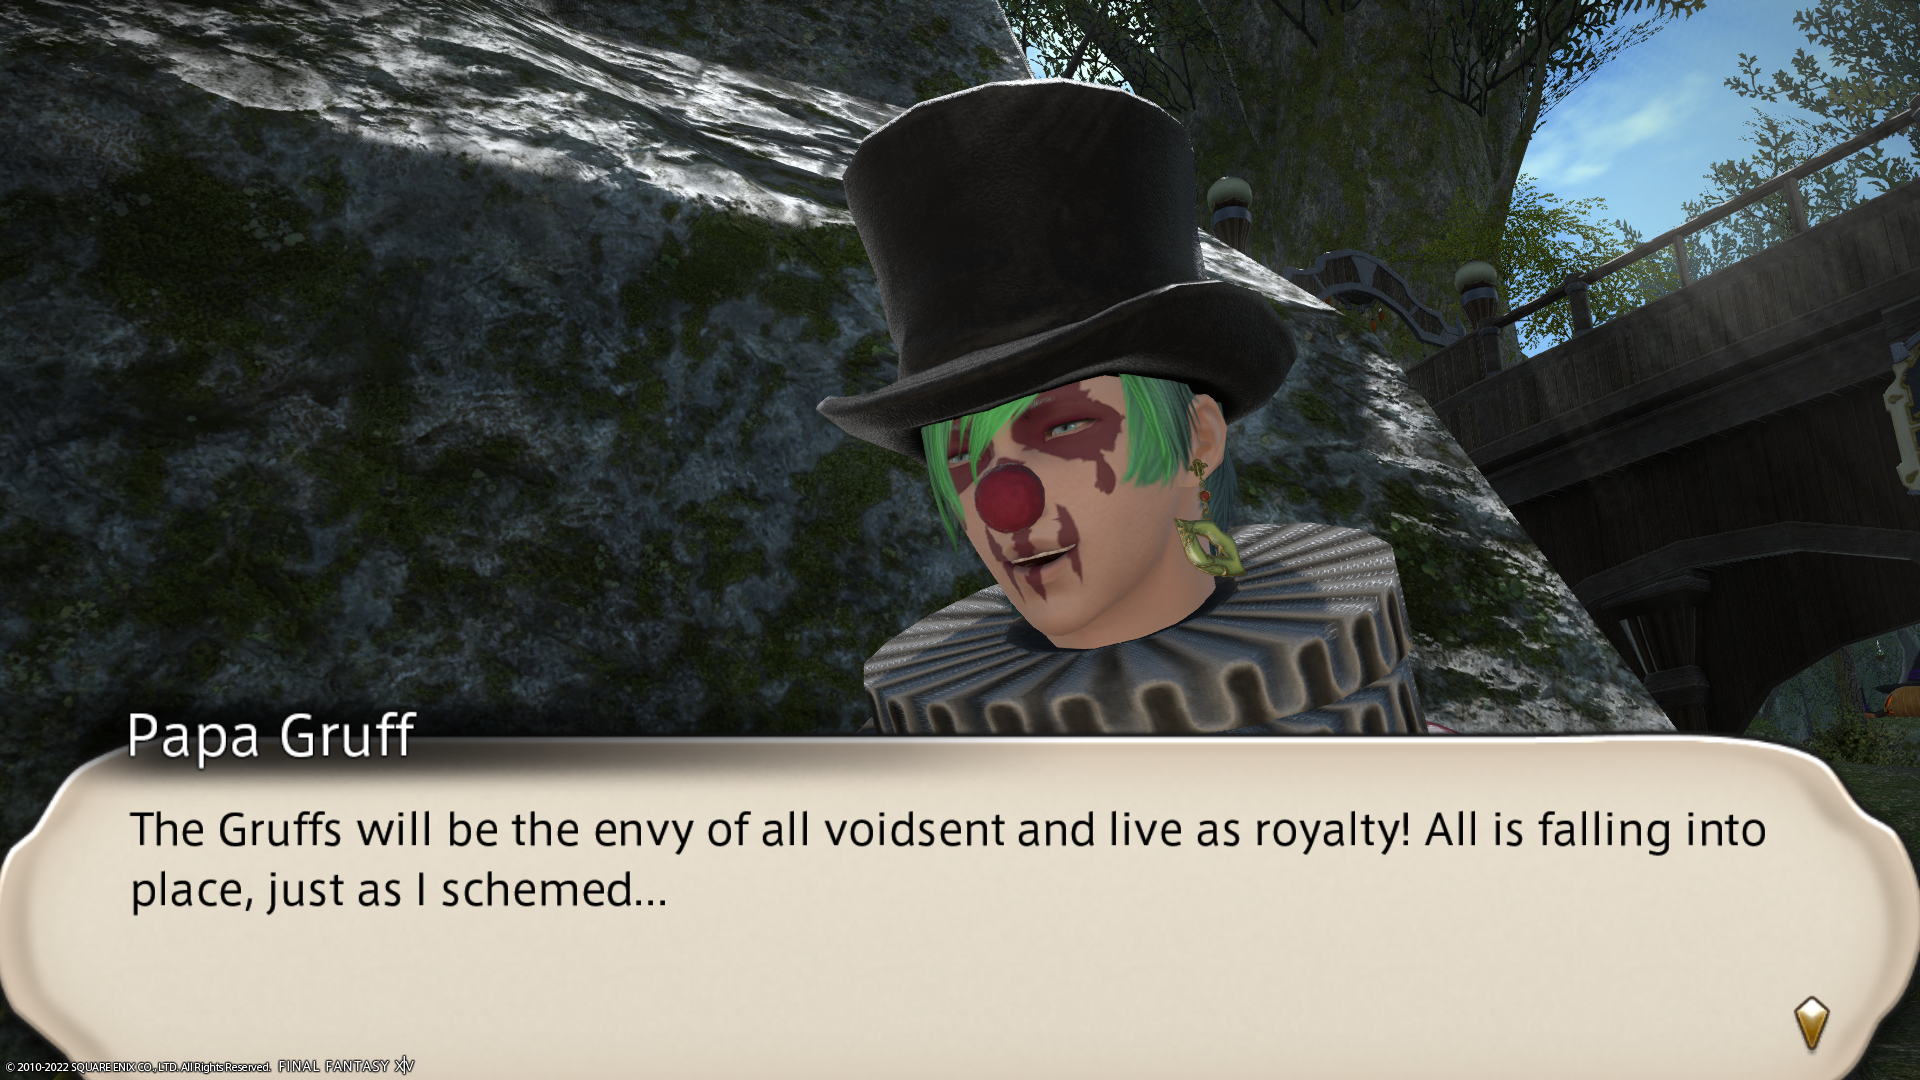 Papa Gruff
The Gruffs will be the envy of all voidsent and live as royalty! All is falling into
place, just as I schemed...
© 2010-2022 SQUARE ENIX CO., LTD. All Rights Reserved. FINAL FANTASY XIV